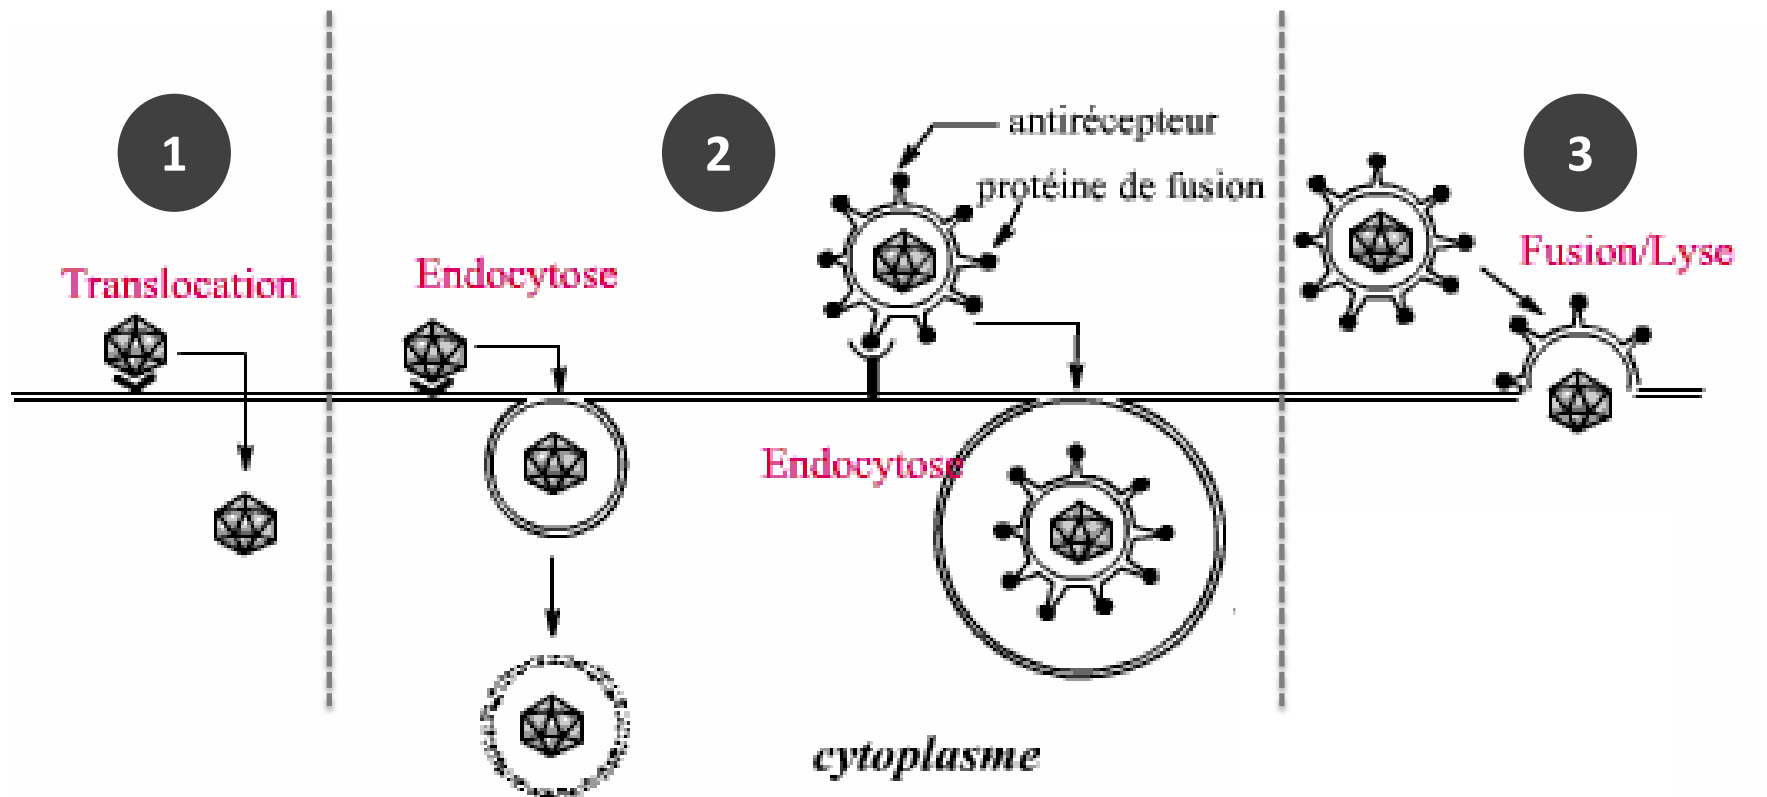 1
2
3
antirécepteur
protéine de fusion
Translocation
Endocytose
Fusion/Lyse
Endocytose
cytoplasme